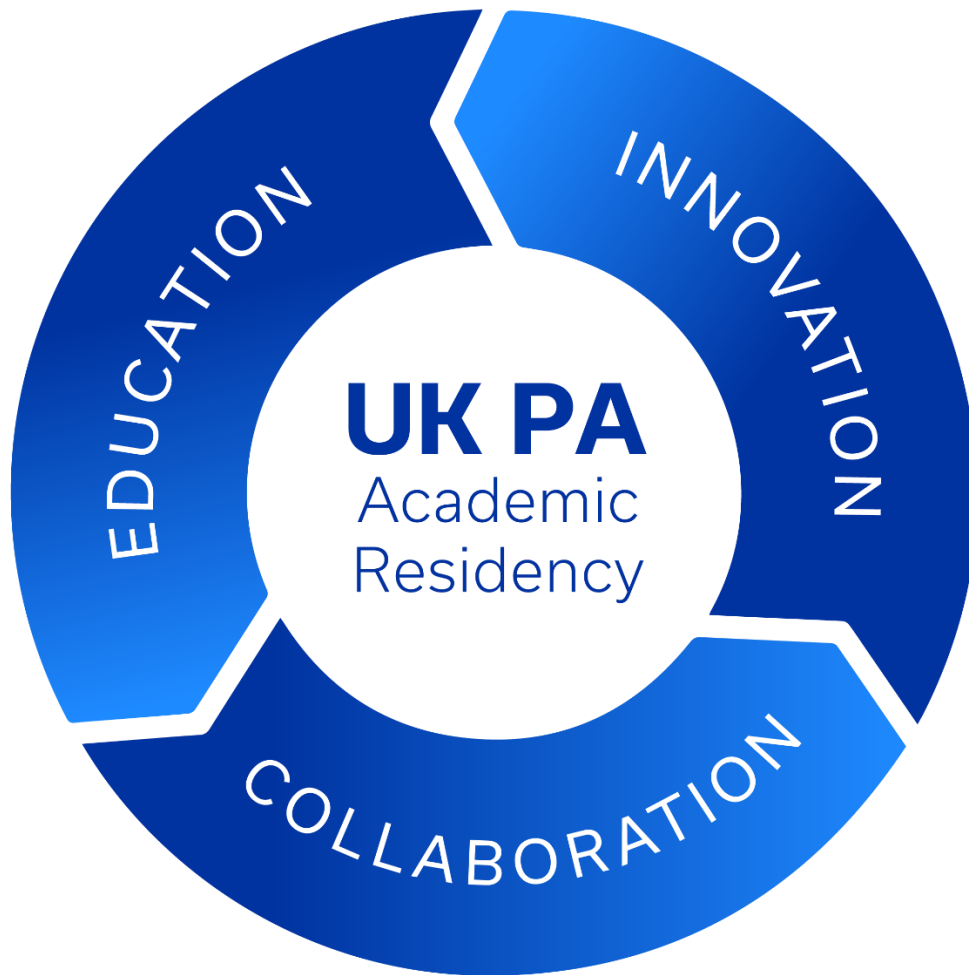 EDUCATION
INNOVATION
UK PA
Academic
Residency
COLLABORATION